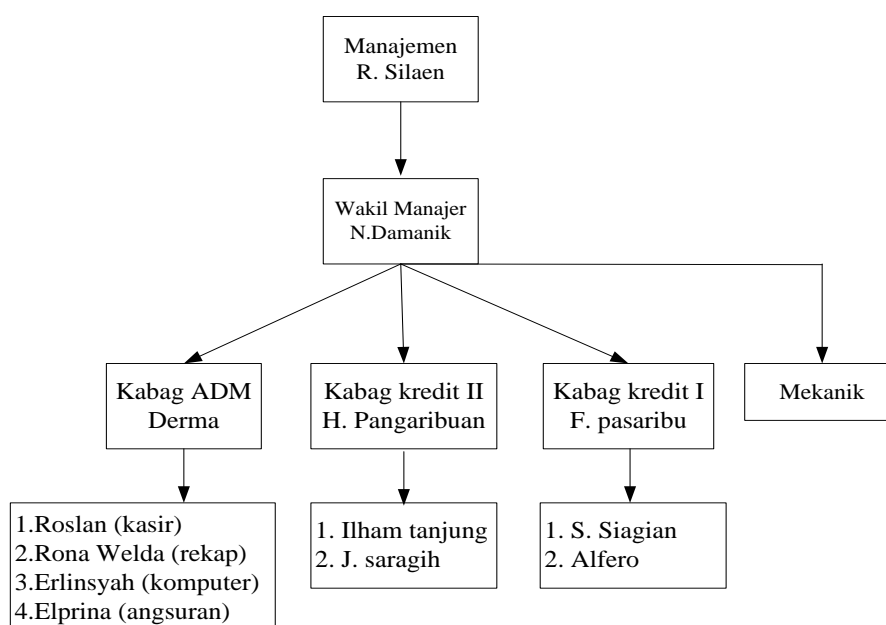 Manajemen
R. Silaen
Wakil Manajer
N.Damanik
Kabag ADM
Derma
Kabag kredit II
H. Pangaribuan
Kabag kredit I
F. pasaribu
Mekanik
1.Roslan (kasir)
2.Rona Welda (rekap)
3.Erlinsyah (komputer)
4.Elprina (angsuran)
1. Ilham tanjung
2. J. saragih
1. S. Siagian
2. Alfero